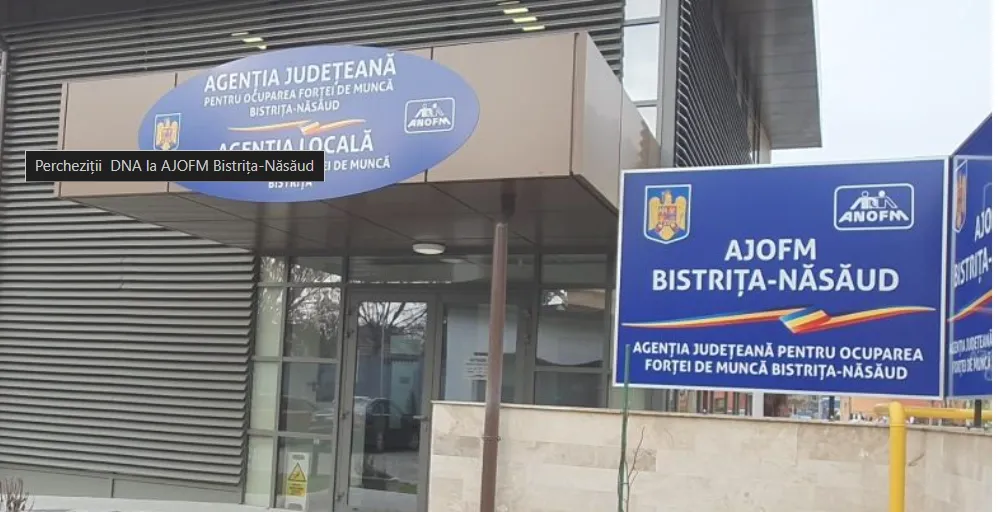 AGENȚIA JUDEȚEANĂ
PENTRU OCUPAREA FORȚEI DE MUNCĂ
BISTRIȚA-NĂSĂUD
ANOFM
AGENȚIA LOCALĂ
FORȚEI DE MUNCĂ
BISTRIȚA
Percheziții DNA la AJOFM Bistrița-Năsăud
ANOFM
AJOFM
BISTRIȚA-NĂSĂUD
AGENȚIA JUDEȚEANĂ PENTRU OCUPAREA
FORȚEI DE MUNCĂ BISTRIȚA-NĂSĂUD